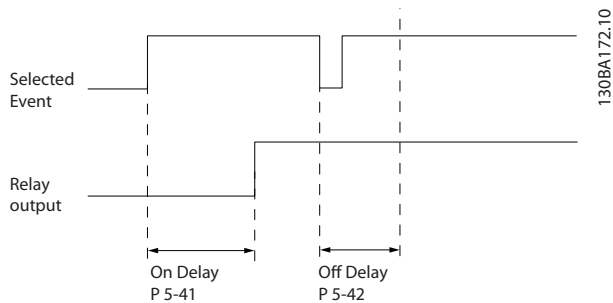 130BA172.10
Selected
Event
Relay
output
On Delay
P 5-41
Off Delay
P 5-42